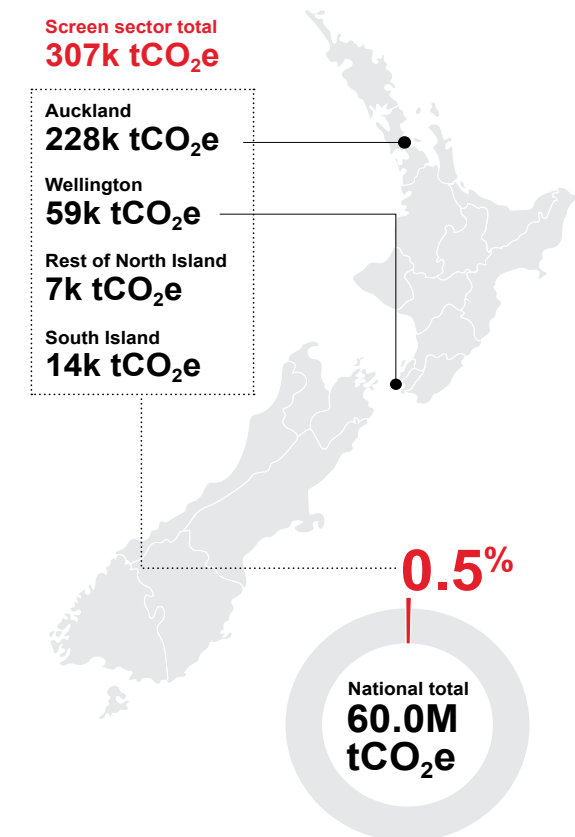 Screen sector total
307k tCO₂e
Auckland
228k tCO₂e
Wellington
59k tCO₂e
Rest of North Island
7k tCO₂e
South Island
14k tCO₂e
0.5%
National total
60.0M
tCO₂e